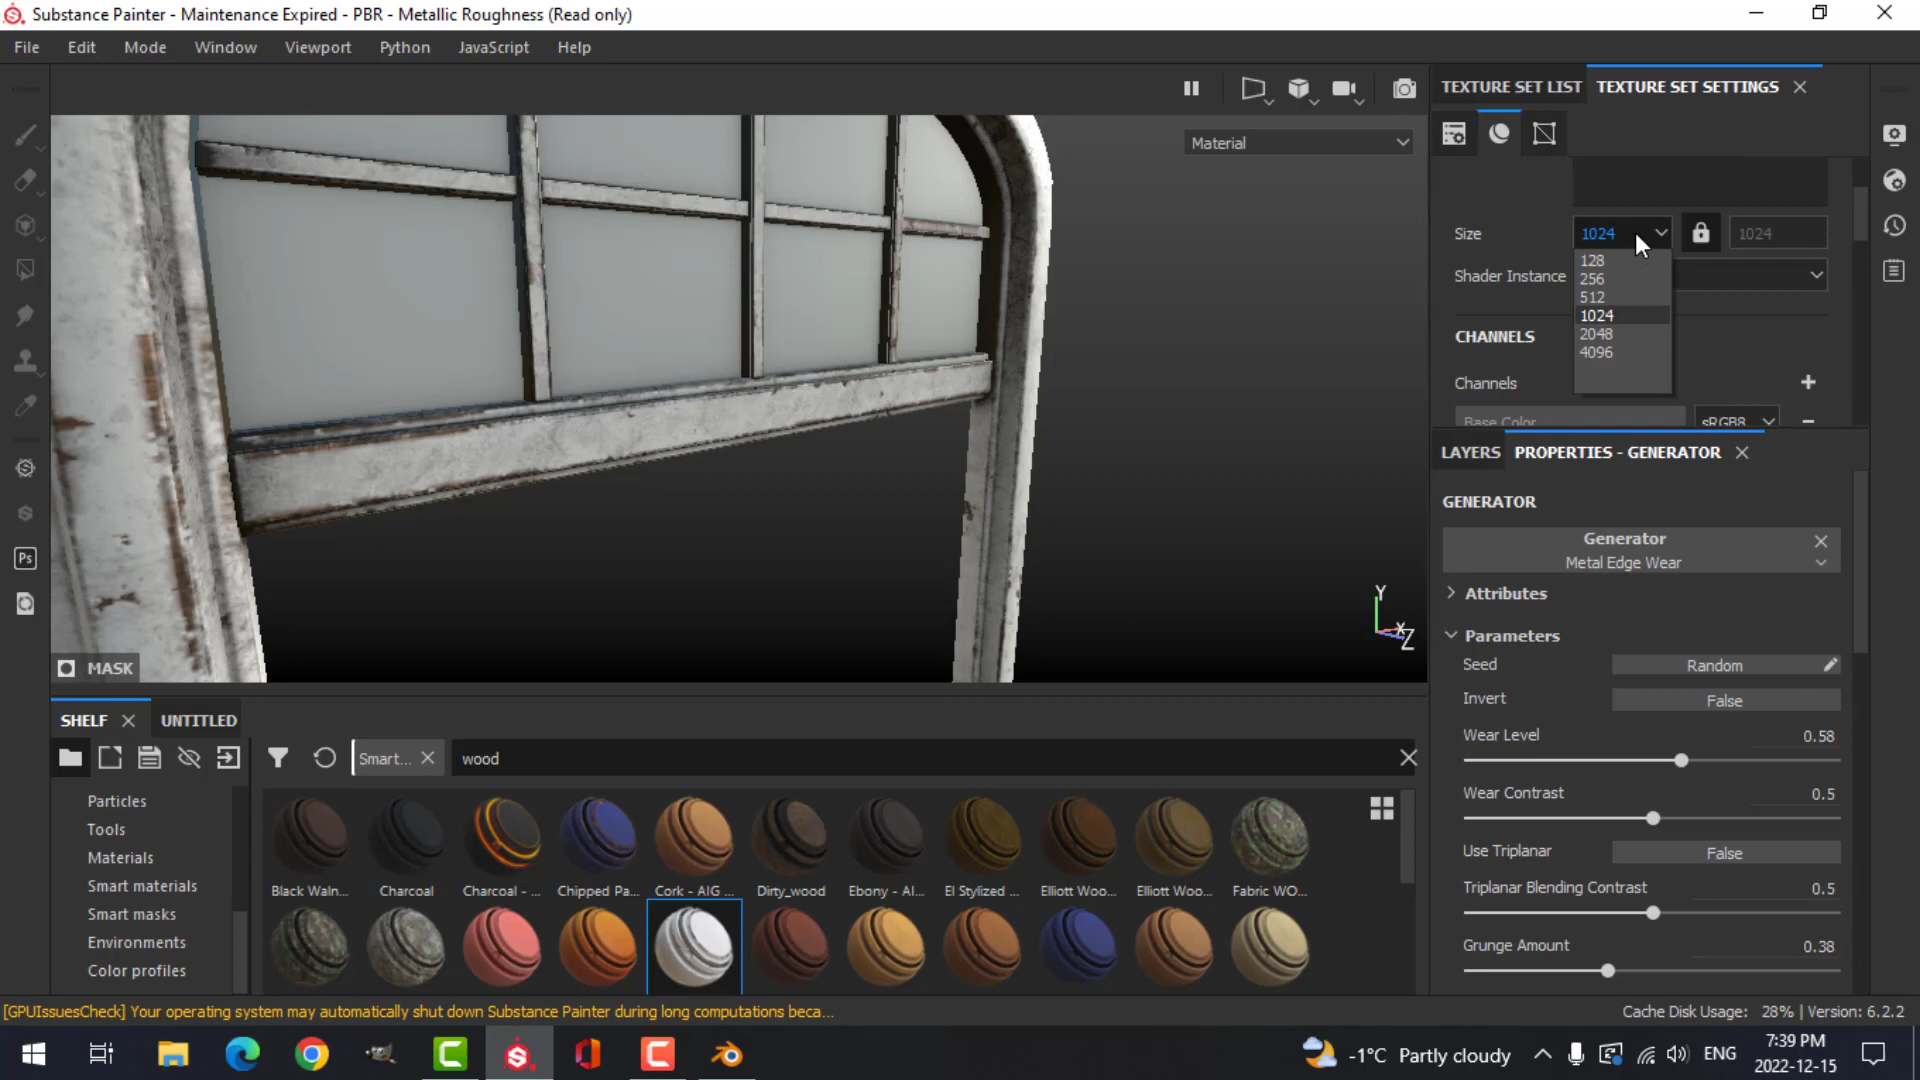 Substance Painter - Maintenance Expired - PBR - Metallic Roughness (Read only)
File Edit Mode Window Viewport Python JavaScript Help
Material
TEXTURE SET LIST TEXTURE SET SETTINGS
Size 1024 1024
128
256
512
1024
2048
4096
Shader Instance
CHANNELS
Channels
Base Color sRGB8
LAYERS PROPERTIES - GENERATOR
GENERATOR
Generator
Metal Edge Wear
Attributes
Parameters
Seed Random
Invert False
Wear Level 0.58
Wear Contrast 0.5
Use Triplanar False
Triplanar Blending Contrast 0.5
Grunge Amount 0.38
Y
X
Z
Ps
MASK
SHELF UNTITLED
Smart... wood
Particles
Tools
Materials
Smart materials
Smart masks
Environments
Color profiles
Black Waln... Charcoal Charcoal - ... Chipped Pa... Cork - AIG ... Dirty_wood Ebony - AI... El Stylized ... Elliott Woo... Elliott Woo... Fabric WO...
[GPUIssuesCheck] Your operating system may automatically shut down Substance Painter during long computations beca...
Cache Disk Usage: 28% | Version: 6.2.2
-1°C Partly cloudy
ENG
7:39 PM
2022-12-15